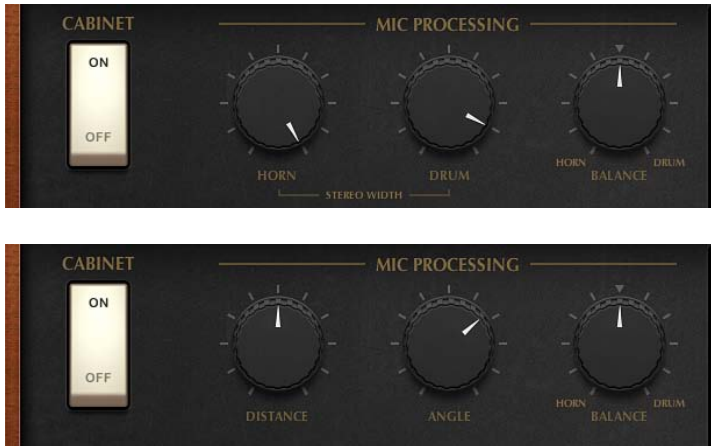 CABINET
MIC PROCESSING
ON
OFF
HORN
DRUM
HORN
DRUM
BALANCE
STEREO WIDTH
CABINET
MIC PROCESSING
ON
OFF
HORN
DRUM
DISTANCE
ANGLE
BALANCE